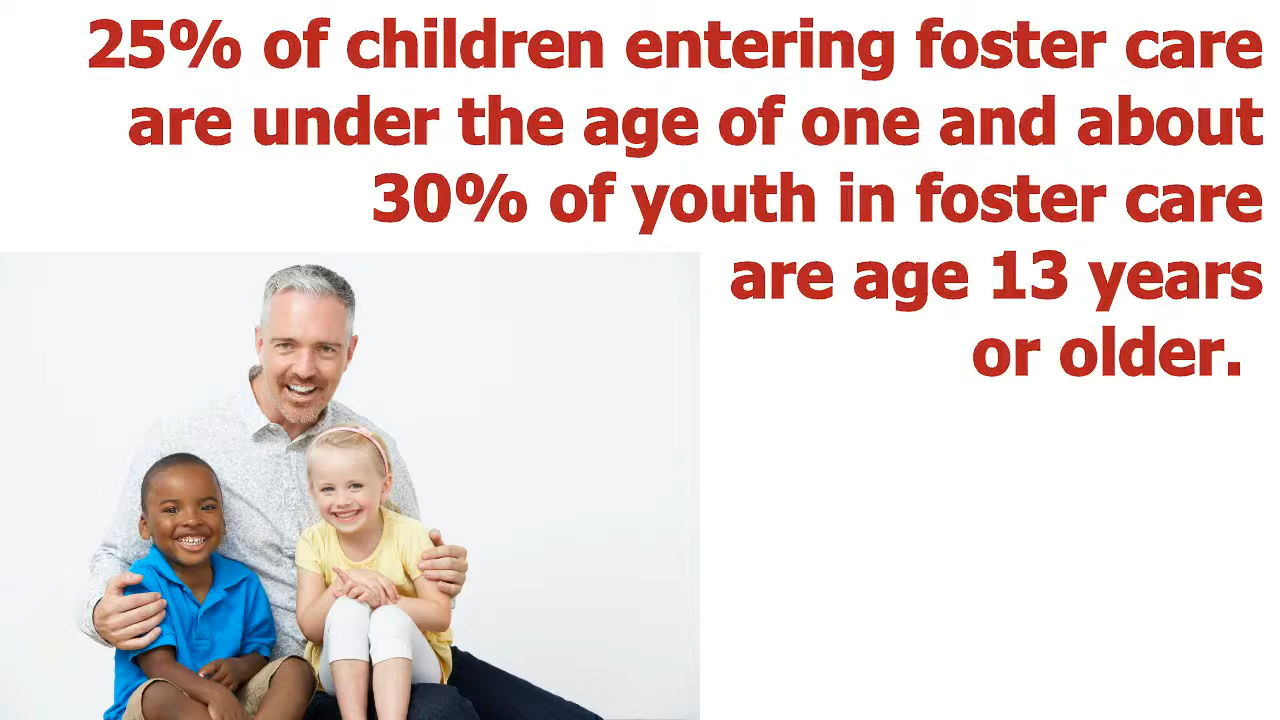 25% of children entering foster care
are under the age of one and about
30% of youth in foster care
are age 13 years
or older.